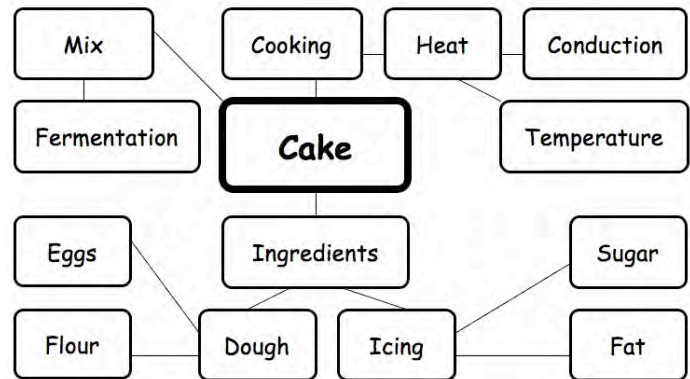 Mix
Cooking
Heat
Conduction
Fermentation
Cake
Temperature
Eggs
Ingredients
Sugar
Flour
Dough
Icing
Fat